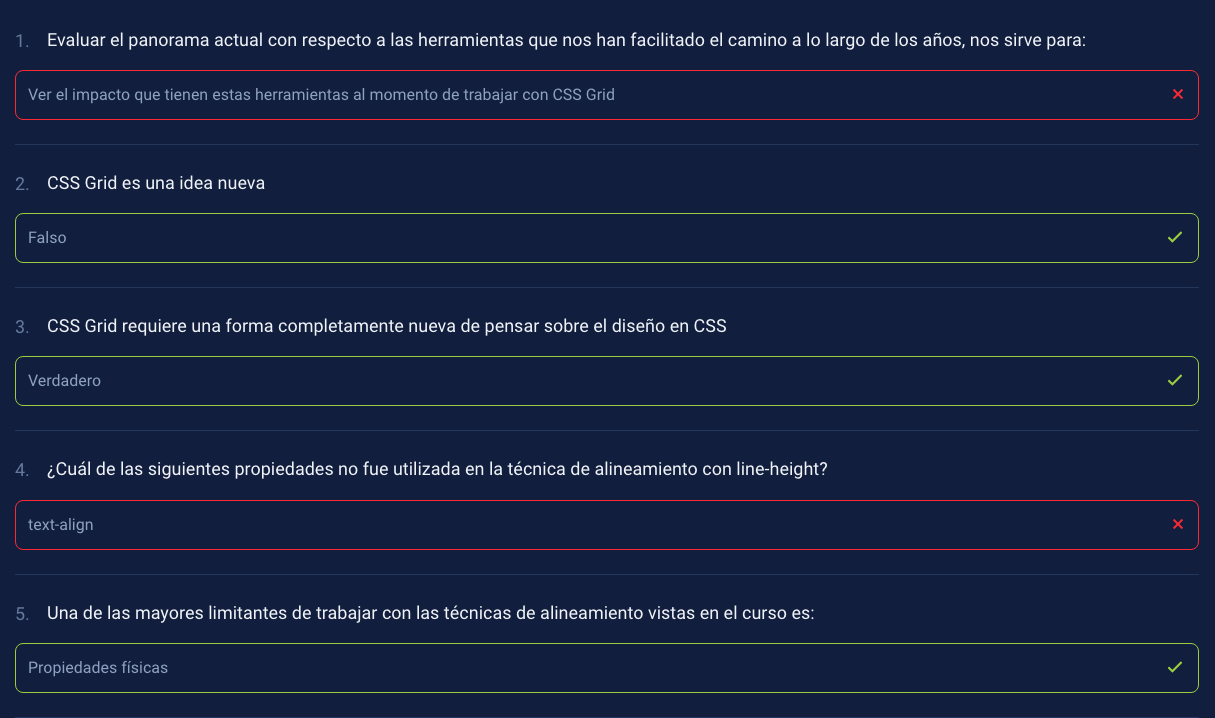 1. Evaluar el panorama actual con respecto a las herramientas que nos han facilitado el camino a lo largo de los años, nos sirve para:
Ver el impacto que tienen estas herramientas al momento de trabajar con CSS Grid
2. CSS Grid es una idea nueva
Falso
3. CSS Grid requiere una forma completamente nueva de pensar sobre el diseño en CSS
Verdadero
4. ¿Cuál de las siguientes propiedades no fue utilizada en la técnica de alineamiento con line-height?
text-align
5. Una de las mayores limitantes de trabajar con las técnicas de alineamiento vistas en el curso es:
Propiedades físicas